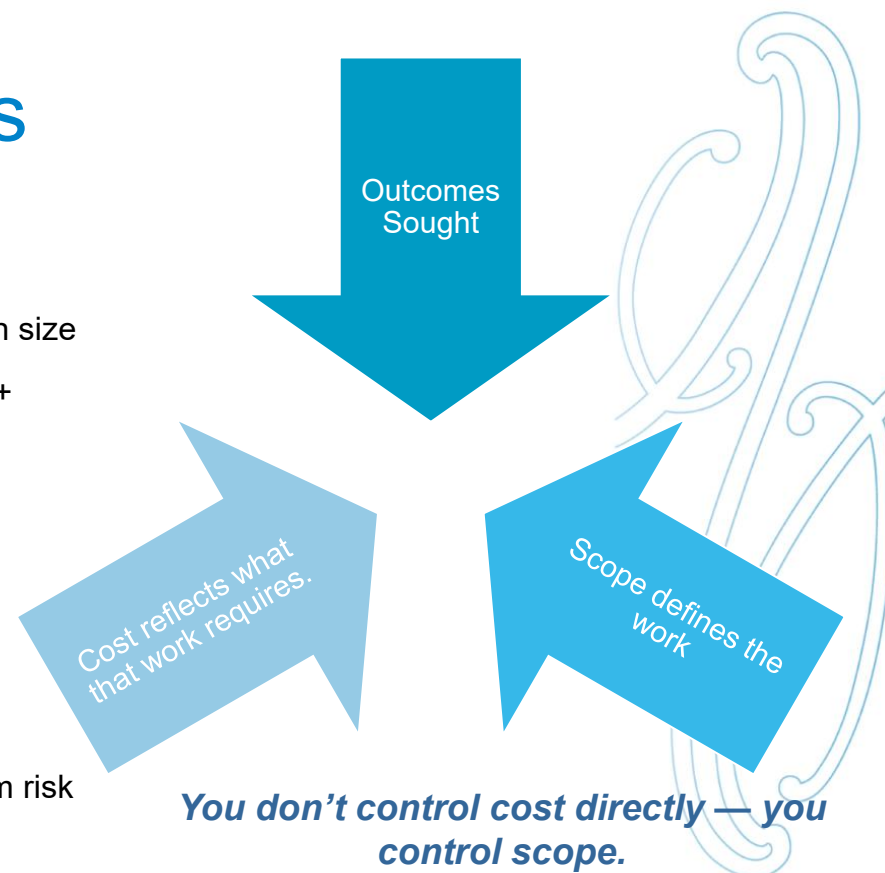 s
Outcomes
Sought
n size
+
Cost reflects what
that work requires.
Scope defines the
work
m risk
You don't control cost directly — you
control scope.